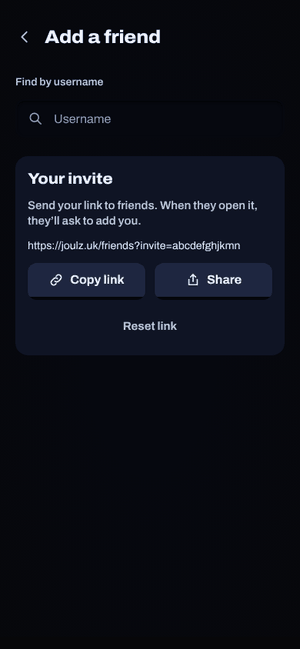 Add a friend
Find by username
Username
Your invite
Send your link to friends. When they open it,
they’ll ask to add you.
https://joulz.uk/friends?invite=abcdefghjkmn
Copy link
Share
Reset link